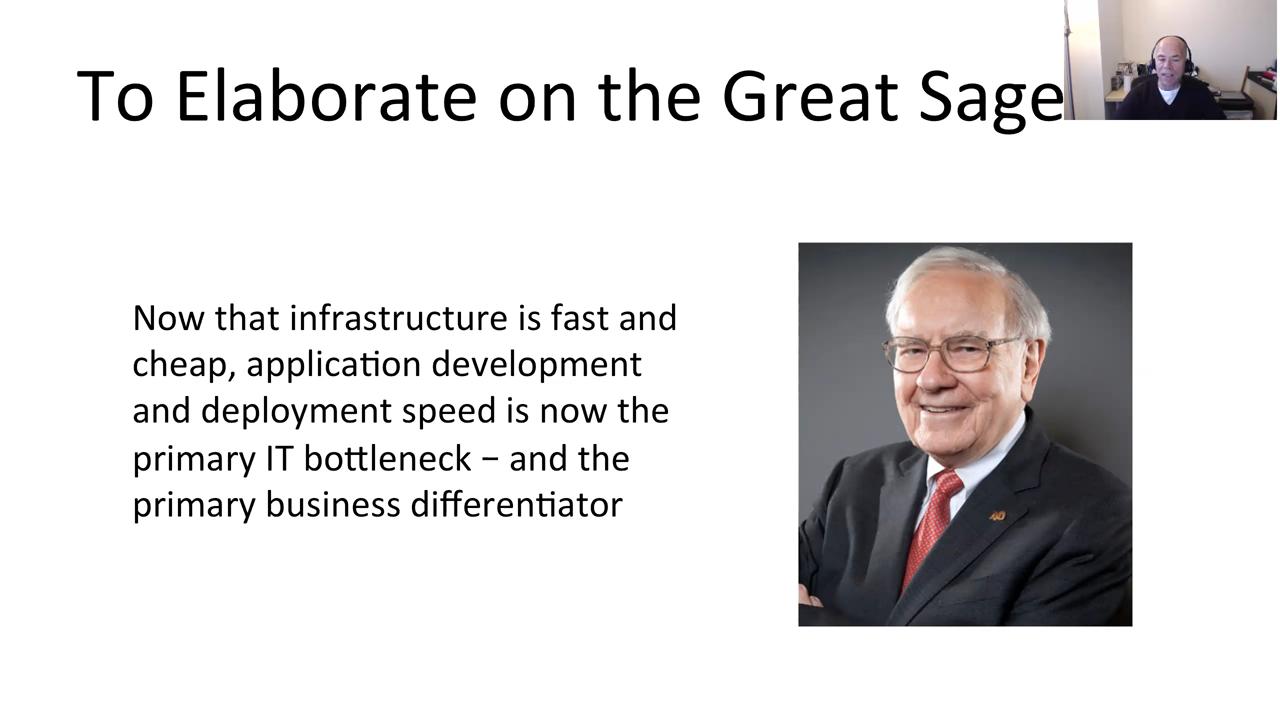 To Elaborate on the Great Sage
Now that infrastructure is fast and
cheap, application development
and deployment speed is now the
primary IT bottleneck − and the
primary business differentiator